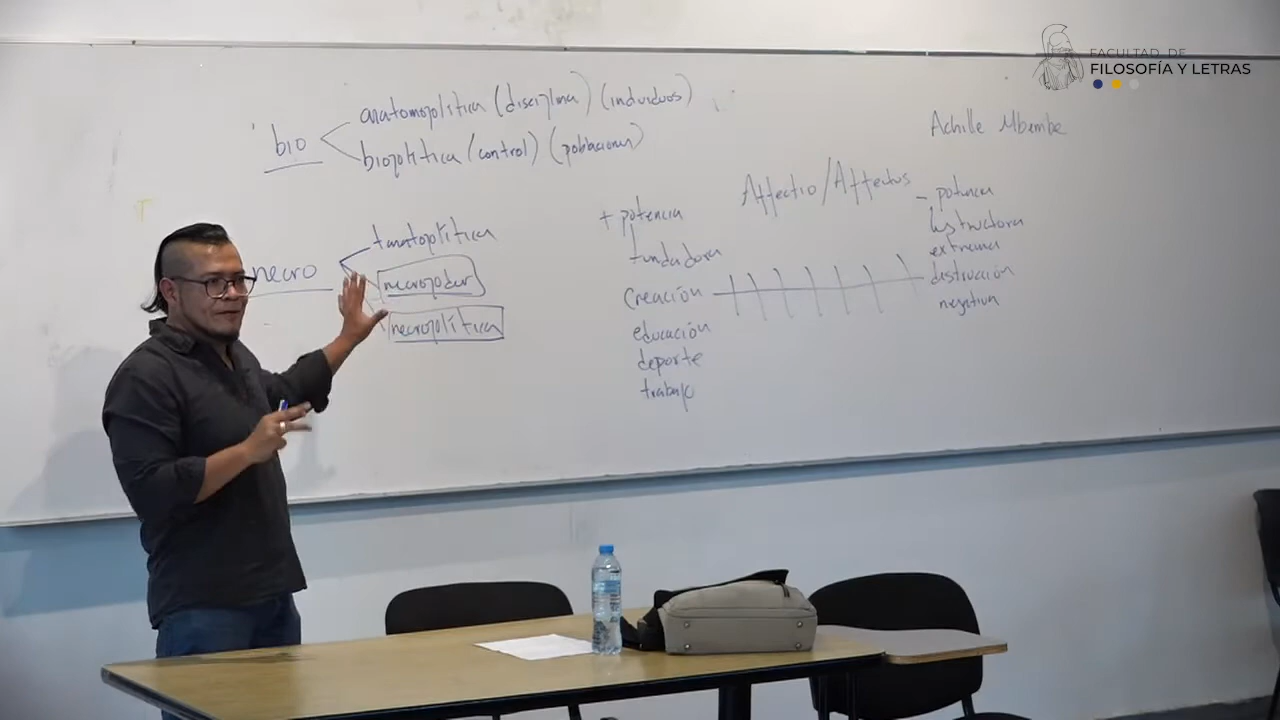 FACULTAD DE
FILOSOFÍA Y LETRAS
bio
anatomopolítica (disciplina) (individuos)
biopolítica (control) (poblaciones)
necro
tanatopolítica
necropoder
necropolítica
Achille Mbembe
Affectio/Affectus
+ potencia
fundadora
creación
educación
deporte
trabajo
- potencia
destructora
extrema
destrucción
negativa